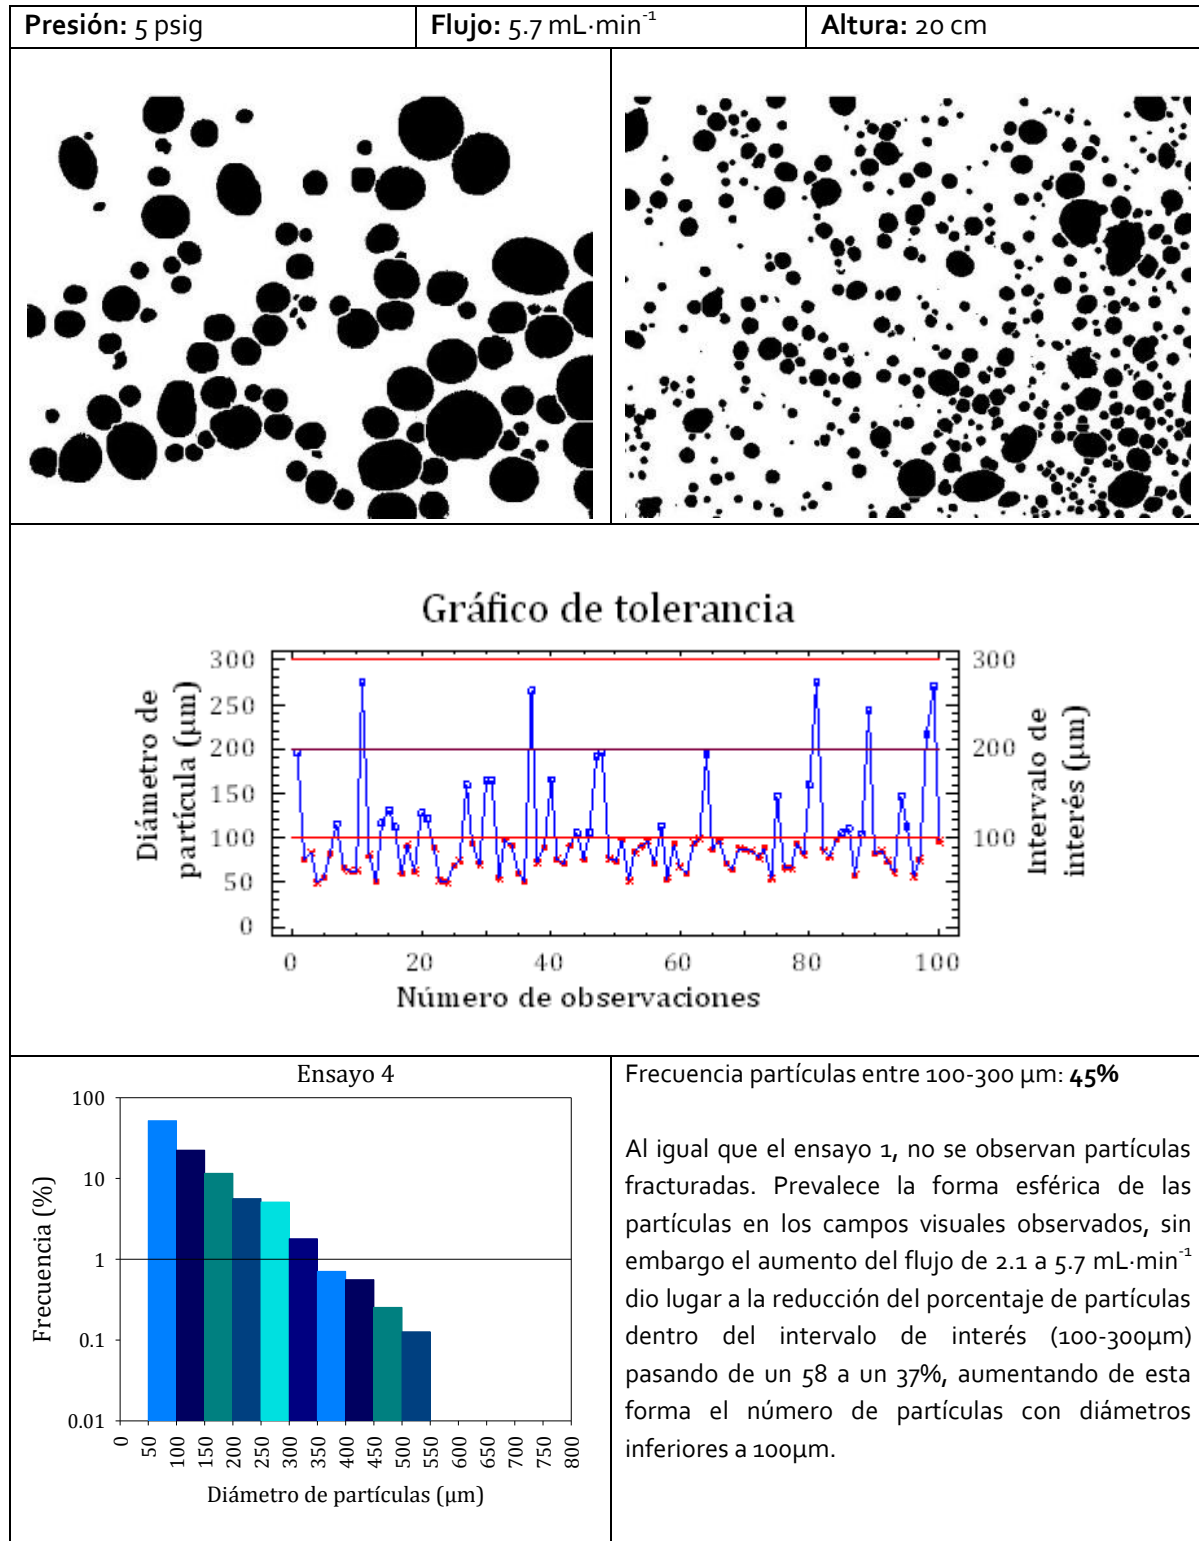 Presión: 5 psig
Flujo: 5.7 mL·min⁻¹
Altura: 20 cm
Gráfico de tolerancia
Diámetro de
partícula (µm)
300
250
200
150
100
50
0
300
200
100
Intervalo de
interés (µm)
0 20 40 60 80 100
Número de observaciones
Ensayo 4
Frecuencia (%)
100
10
1
0.1
0.01
0 50 100 150 200 250 300 350 400 450 500 550 600 650 700 750 800
Diámetro de partículas (µm)
Frecuencia partículas entre 100-300 µm: 45%
Al igual que el ensayo 1, no se observan partículas
fracturadas. Prevalece la forma esférica de las
partículas en los campos visuales observados, sin
embargo el aumento del flujo de 2.1 a 5.7 mL·min⁻¹
dio lugar a la reducción del porcentaje de partículas
dentro del intervalo de interés (100-300µm)
pasando de un 58 a un 37%, aumentando de esta
forma el número de partículas con diámetros
inferiores a 100µm.